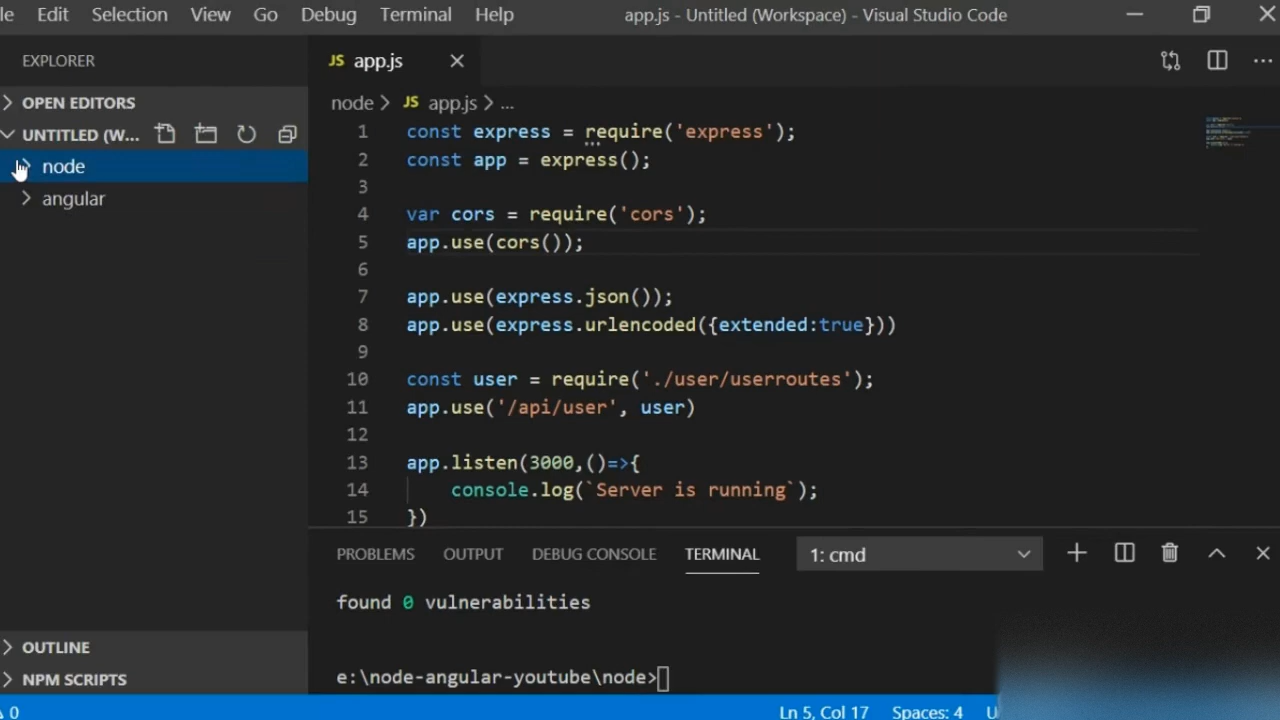 le Edit Selection View Go Debug Terminal Help app.js - Untitled (Workspace) - Visual Studio Code
EXPLORER
OPEN EDITORS
UNTITLED (W...
node
angular
OUTLINE
NPM SCRIPTS
JS app.js
node > JS app.js > ...
1 const express = require('express');
2 const app = express();
3
4 var cors = require('cors');
5 app.use(cors());
6
7 app.use(express.json());
8 app.use(express.urlencoded({extended:true}))
9
10 const user = require('./user/userroutes');
11 app.use('/api/user', user)
12
13 app.listen(3000,()=>{
14 console.log(`Server is running`);
15 })
PROBLEMS OUTPUT DEBUG CONSOLE TERMINAL 1: cmd
found 0 vulnerabilities
e:\node-angular-youtube\node>
0 Ln 5, Col 17 Spaces: 4 U